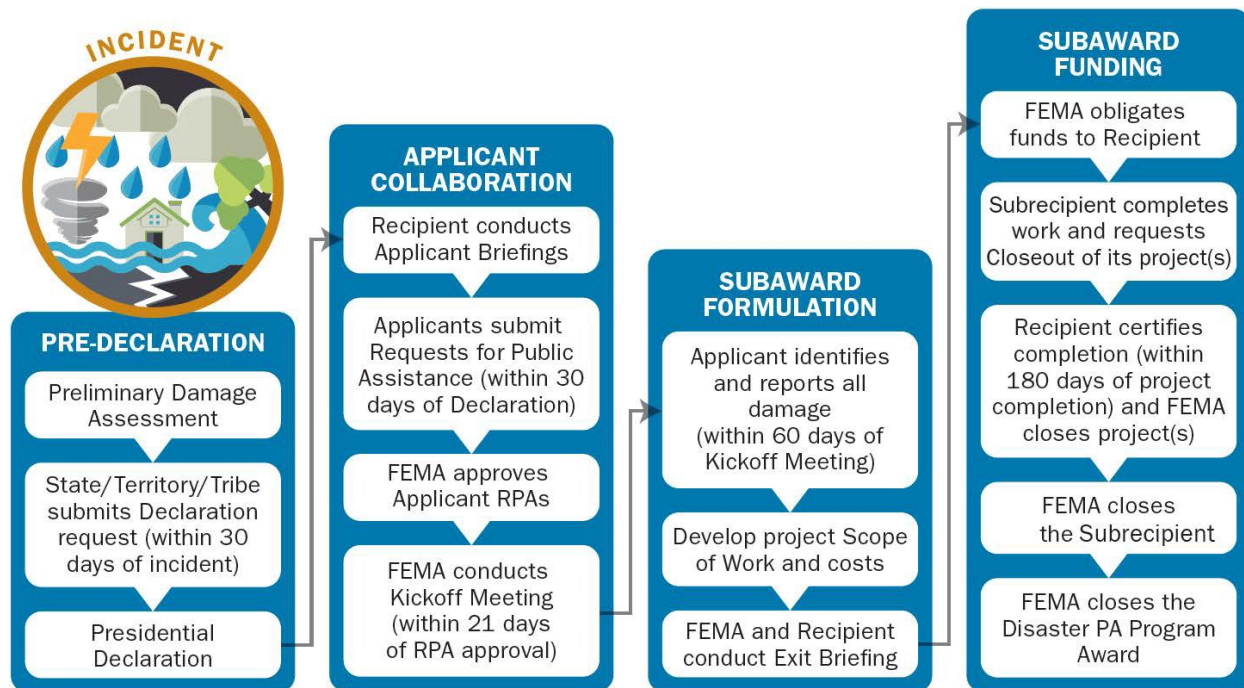 INCIDENT
PRE-DECLARATION
Preliminary Damage
Assessment
State/Territory/Tribe
submits Declaration
request (within 30
days of incident)
Presidential
Declaration
APPLICANT
COLLABORATION
Recipient conducts
Applicant Briefings
Applicants submit
Requests for Public
Assistance (within 30
days of Declaration)
FEMA approves
Applicant RPAs
FEMA conducts
Kickoff Meeting
(within 21 days
of RPA approval)
SUBAWARD
FORMULATION
Applicant identifies
and reports all
damage
(within 60 days of
Kickoff Meeting)
Develop project Scope
of Work and costs
FEMA and Recipient
conduct Exit Briefing
SUBAWARD
FUNDING
FEMA obligates
funds to Recipient
Subrecipient completes
work and requests
Closeout of its project(s)
Recipient certifies
completion (within
180 days of project
completion) and FEMA
closes project(s)
FEMA closes
the Subrecipient
FEMA closes the
Disaster PA Program
Award